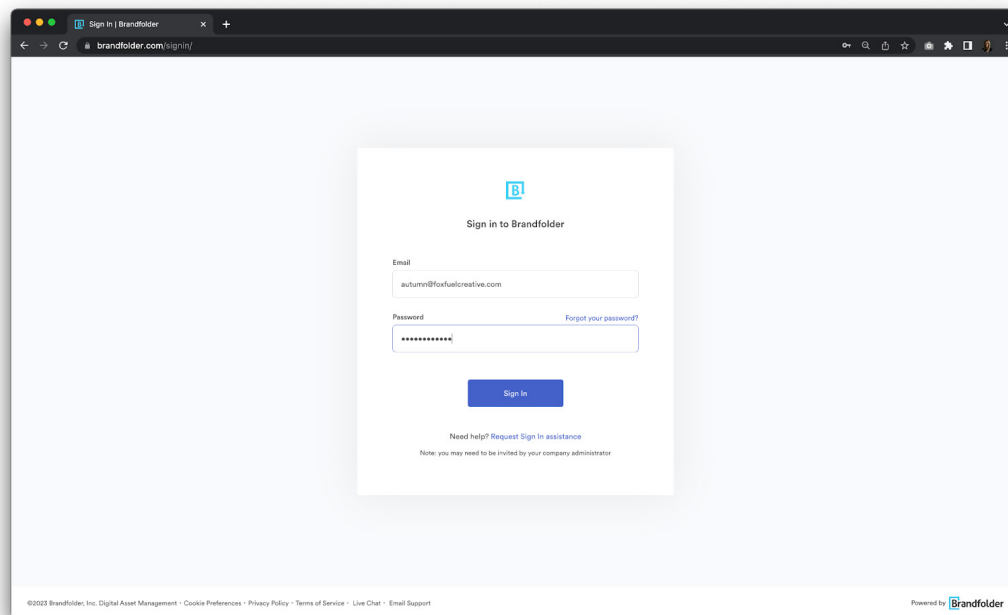 Sign In | Brandfolder
brandfolder.com/signin/
B
Sign in to Brandfolder
Email
autumn@foxfuelcreative.com
Password Forgot your password?
Sign In
Need help? Request Sign In assistance
Note: you may need to be invited by your company administrator
©2023 Brandfolder, Inc. Digital Asset Management · Cookie Preferences · Privacy Policy · Terms of Service · Live Chat · Email Support
Powered by Brandfolder